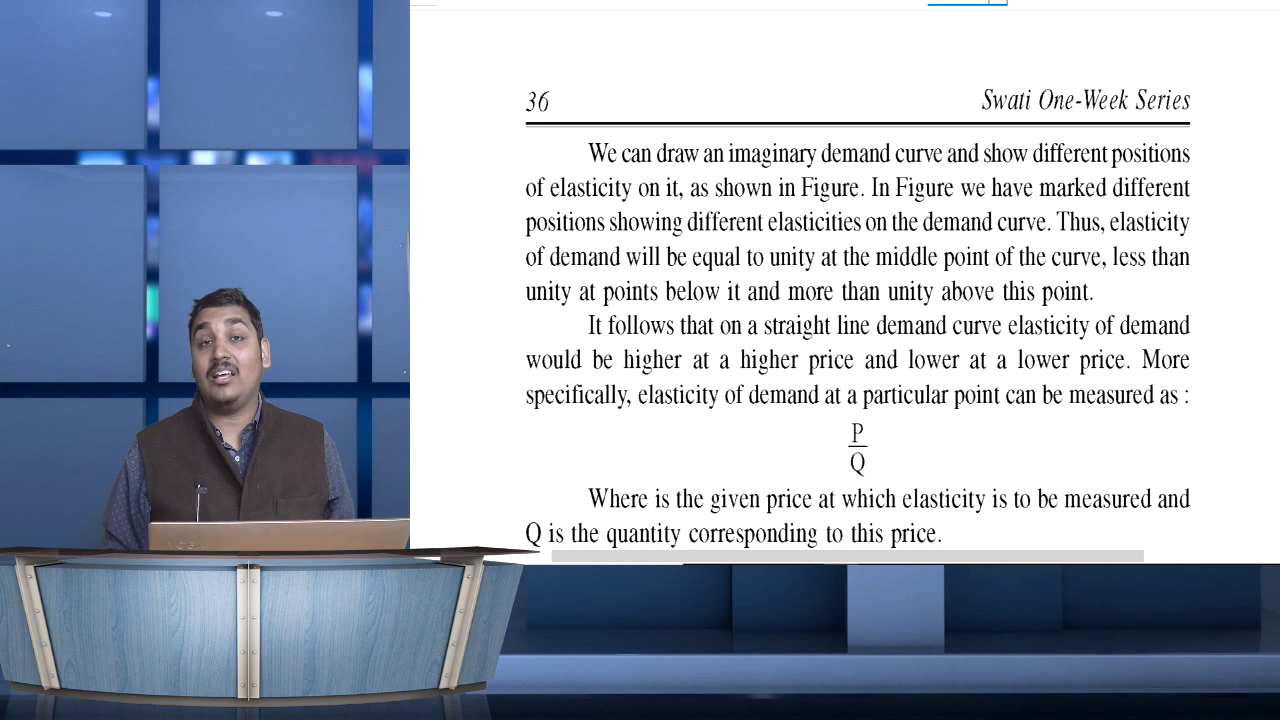 36 Swati One-Week Series
We can draw an imaginary demand curve and show different positions
of elasticity on it, as shown in Figure. In Figure we have marked different
positions showing different elasticities on the demand curve. Thus, elasticity
of demand will be equal to unity at the middle point of the curve, less than
unity at points below it and more than unity above this point.
It follows that on a straight line demand curve elasticity of demand
would be higher at a higher price and lower at a lower price. More
specifically, elasticity of demand at a particular point can be measured as :
P
Q
Where is the given price at which elasticity is to be measured and
Q is the quantity corresponding to this price.